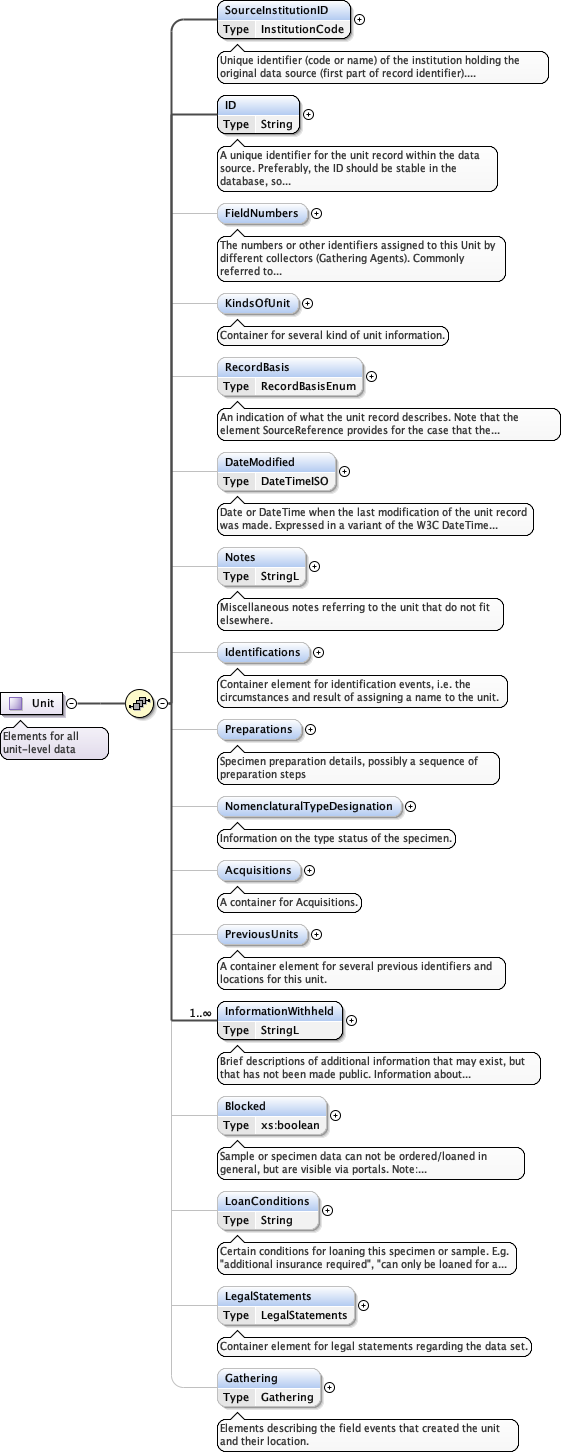 SourceInstitutionID
Type InstitutionCode
Unique identifier (code or name) of the institution holding the
original data source (first part of record identifier)....
ID
Type String
A unique identifier for the unit record within the data
source. Preferably, the ID should be stable in the
database, so...
FieldNumbers
The numbers or other identifiers assigned to this Unit by
different collectors (Gathering Agents). Commonly
referred to...
KindsOfUnit
Container for several kind of unit information.
RecordBasis
Type RecordBasisEnum
An indication of what the unit record describes. Note that the
element SourceReference provides for the case that the...
DateModified
Type DateTimeISO
Date or DateTime when the last modification of the unit record
was made. Expressed in a variant of the W3C DateTime...
Notes
Type StringL
Miscellaneous notes referring to the unit that do not fit
elsewhere.
Identifications
Container element for identification events, i.e. the
circumstances and result of assigning a name to the unit.
Unit
Elements for all
unit-level data
Preparations
Specimen preparation details, possibly a sequence of
preparation steps
NomenclaturalTypeDesignation
Information on the type status of the specimen.
Acquisitions
A container for Acquisitions.
PreviousUnits
A container element for several previous identifiers and
locations for this unit.
1..∞
InformationWithheld
Type StringL
Brief descriptions of additional information that may exist, but
that has not been made public. Information about...
Blocked
Type xs:boolean
Sample or specimen data can not be ordered/loaned in
general, but are visible via portals. Note:...
LoanConditions
Type String
Certain conditions for loaning this specimen or sample. E.g.
"additional insurance required", "can only be loaned for a...
LegalStatements
Type LegalStatements
Container element for legal statements regarding the data set.
Gathering
Type Gathering
Elements describing the field events that created the unit
and their location.